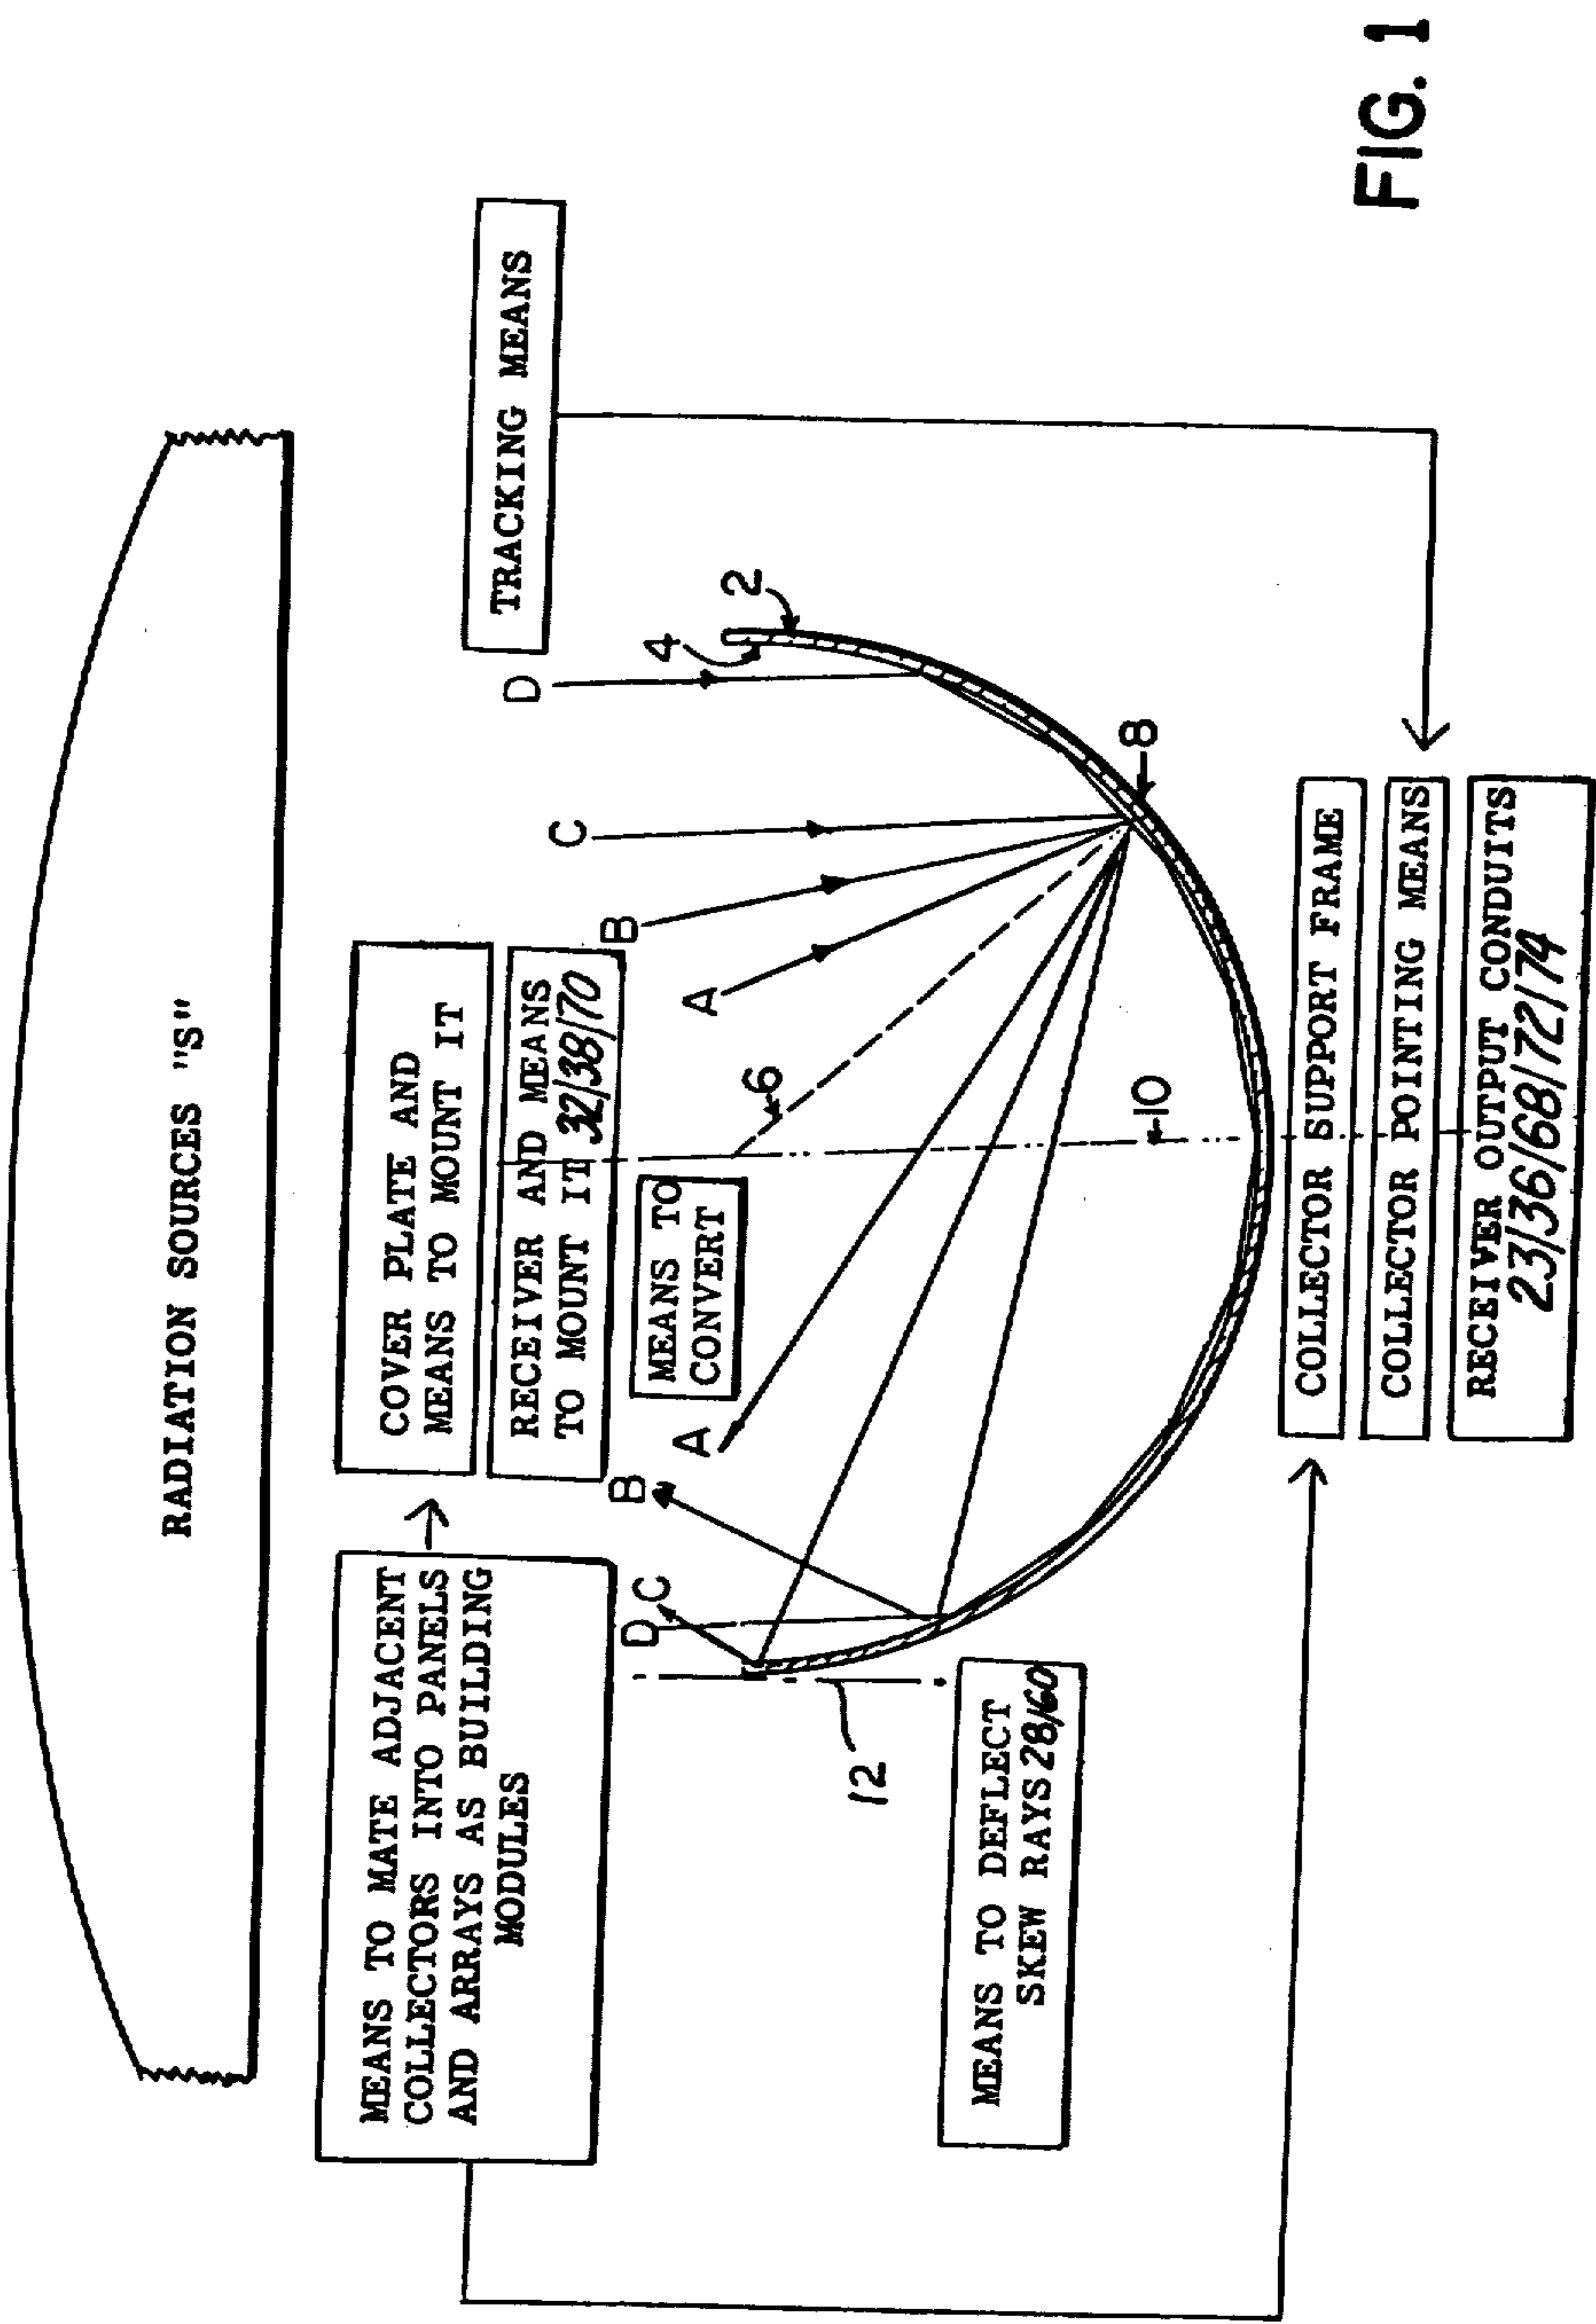 RADIATION SOURCES "S"
MEANS TO MATE ADJACENT
COLLECTORS INTO PANELS
AND ARRAYS AS BUILDING
MODULES
COVER PLATE AND
MEANS TO MOUNT IT
RECEIVER AND MEANS
TO MOUNT IT 32/38/70
MEANS TO
CONVERT
TRACKING MEANS
D
C
B
A
A
B
C
D
4
2
6
8
10
12
MEANS TO DEFLECT
SKEW RAYS 28/60
COLLECTOR SUPPORT FRAME
COLLECTOR POINTING MEANS
RECEIVER OUTPUT CONDUITS
23/36/68/72/74
FIG. 1